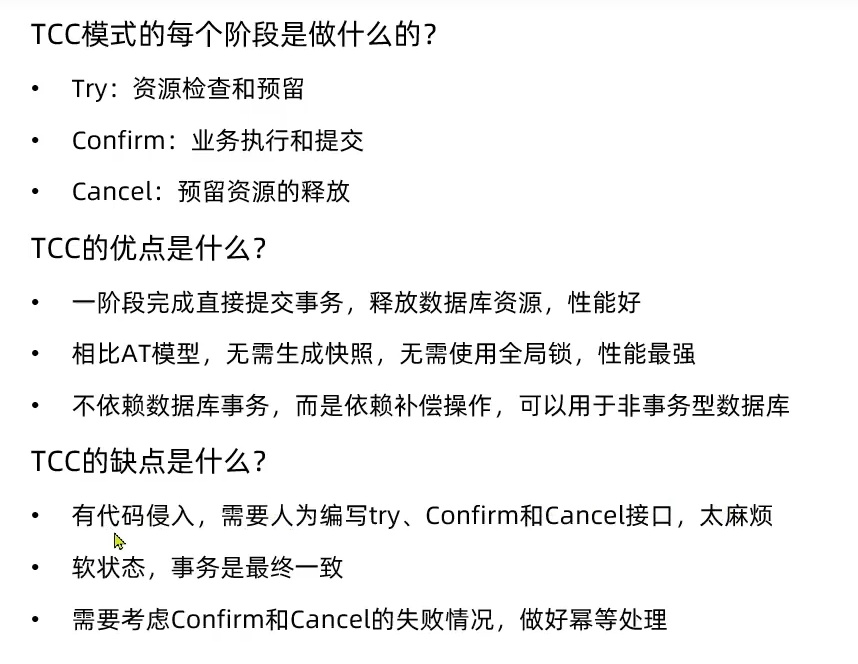 TCC模式的每个阶段是做什么的？
• Try：资源检查和预留
• Confirm：业务执行和提交
• Cancel：预留资源的释放
TCC的优点是什么？
• 一阶段完成直接提交事务，释放数据库资源，性能好
• 相比AT模型，无需生成快照，无需使用全局锁，性能最强
• 不依赖数据库事务，而是依赖补偿操作，可以用于非事务型数据库
TCC的缺点是什么？
• 有代码侵入，需要人为编写try、Confirm和Cancel接口，太麻烦
• 软状态，事务是最终一致
• 需要考虑Confirm和Cancel的失败情况，做好幂等处理